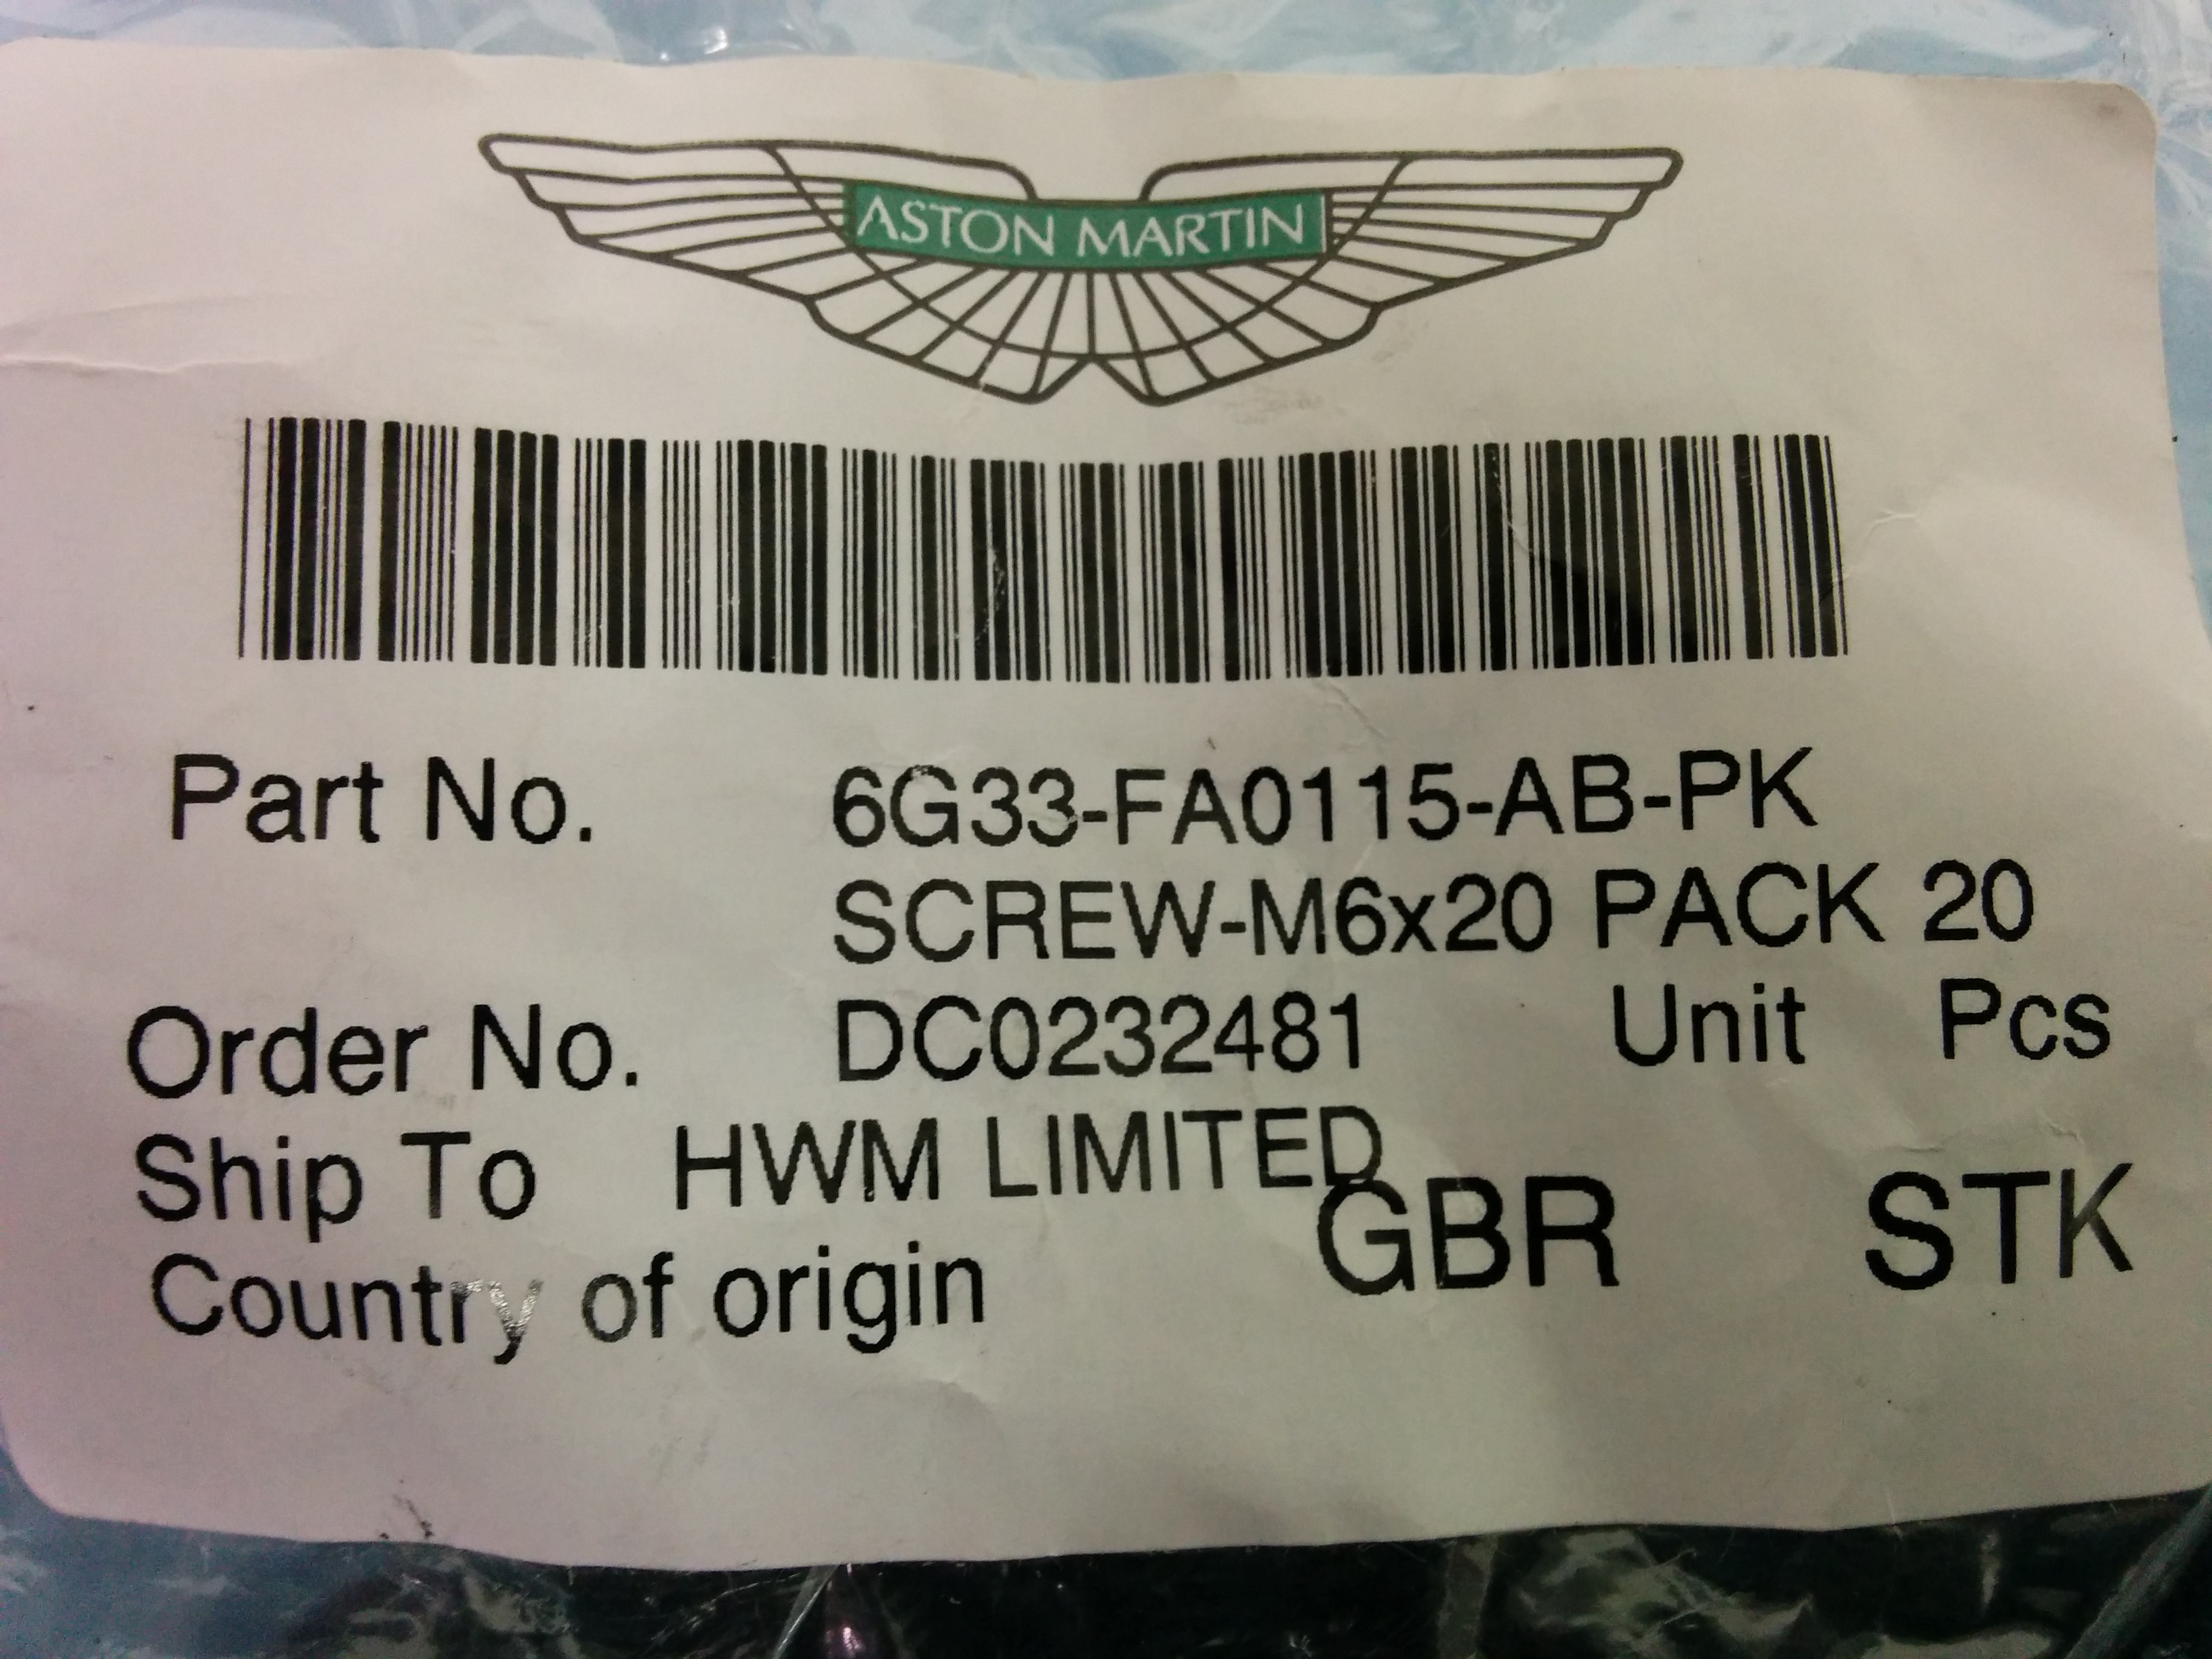 ASTON MARTIN
Part No. 6G33-FA0115-AB-PK
SCREW-M6x20 PACK 20
Order No. DC0232481 Unit Pcs
Ship To HWM LIMITED
Country of origin GBR STK